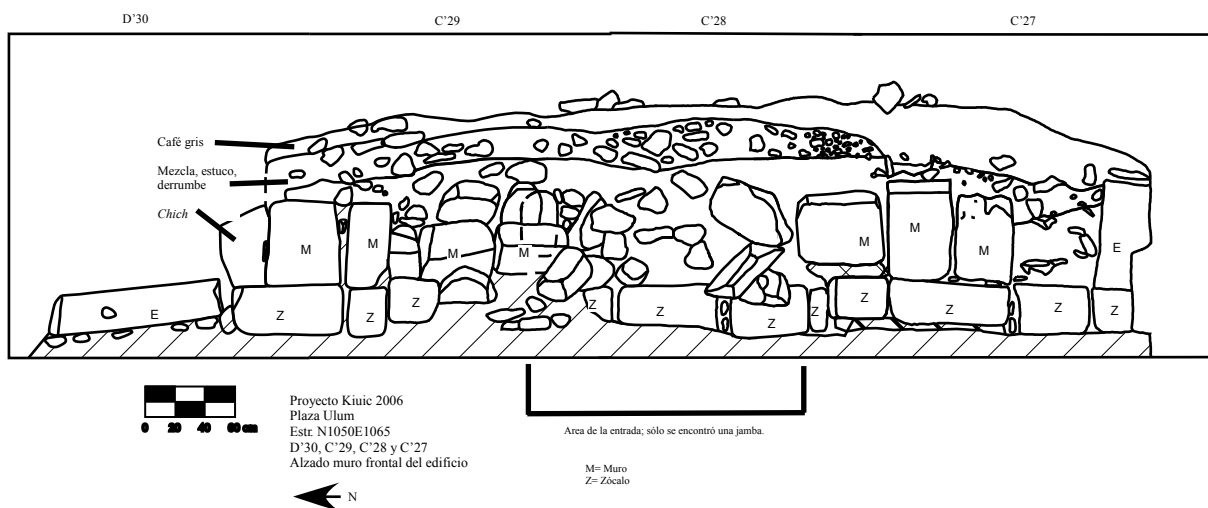 D’30 C’29 C’28 C’27
Café gris
Mezcla, estuco,
derrumbe
Chich
M M M M M M M E
E Z Z Z Z Z Z Z Z Z Z Z
0 20 40 60 cm
Proyecto Kiuic 2006
Plaza Ulum
Estr. N1050E1065
D’30, C’29, C’28 y C’27
Alzado muro frontal del edificio
N
Area de la entrada; sólo se encontró una jamba.
M= Muro
Z= Zócalo